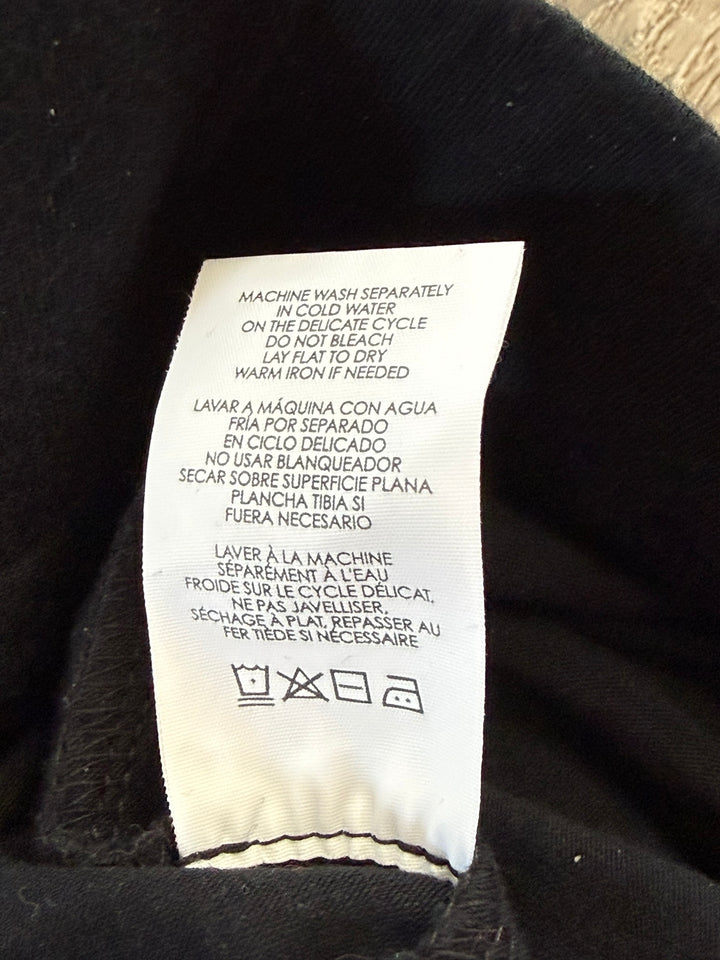 MACHINE WASH SEPARATELY
IN COLD WATER
ON THE DELICATE CYCLE
DO NOT BLEACH
LAY FLAT TO DRY
WARM IRON IF NEEDED
LAVAR A MÁQUINA CON AGUA
FRÍA POR SEPARADO
EN CICLO DELICADO
NO USAR BLANQUEADOR
SECAR SOBRE SUPERFICIE PLANA
PLANCHA TIBIA SI
FUERA NECESARIO
LAVER À LA MACHINE
SÉPARÉMENT À L'EAU
FROIDE SUR LE CYCLE DÉLICAT.
NE PAS JAVELLISER.
SÉCHAGE À PLAT. REPASSER AU
FER TIÈDE SI NÉCESSAIRE